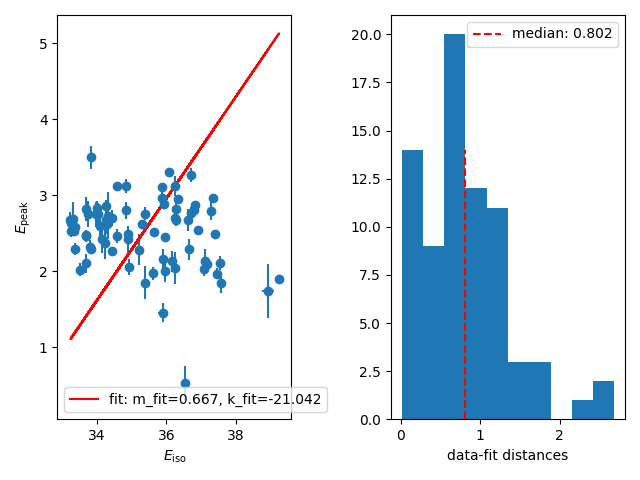 5
4
3
2
1
E_peak
fit: m_fit=0.667, k_fit=-21.042
34 36 38
E_iso
20.0
17.5
15.0
12.5
10.0
7.5
5.0
2.5
0.0
median: 0.802
0 1 2
data-fit distances